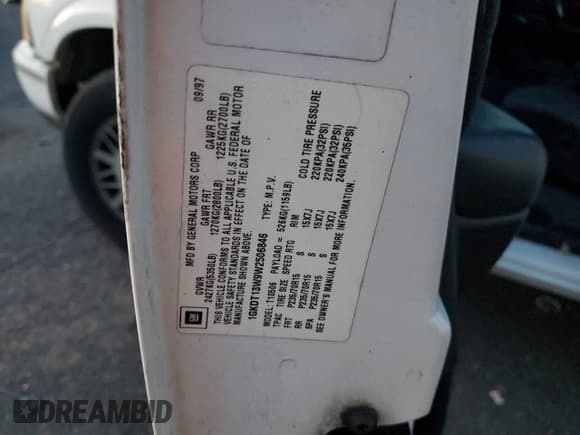 MFD BY GENERAL MOTORS CORP 09/97
GVWR GAWR FRT GAWR RR
2427KG(5350LB) 1270KG(2800LB) 1225KG(2700LB)
THIS VEHICLE CONFORMS TO ALL APPLICABLE U.S. FEDERAL MOTOR
VEHICLE SAFETY STANDARDS IN EFFECT ON THE DATE OF
MANUFACTURE SHOWN ABOVE.
1GNDT13W9W2506846 TYPE: M.P.V.
MODEL: T10506 PAYLOAD = 526KG(1159LB)
TPAC TIRE SIZE SPEED RTG RIM COLD TIRE PRESSURE
FRT P235/70R15 S 15X7J 220KPA(32PSI)
RR P235/70R15 S 15X7J 220KPA(32PSI)
SPA P235/70R15 S 15X7J 240KPA(35PSI)
SEE OWNER'S MANUAL FOR MORE INFORMATION.
GM
DREAMBID